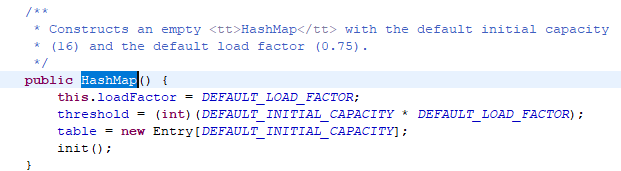 /**
 * Constructs an empty <tt>HashMap</tt> with the default initial capacity
 * (16) and the default load factor (0.75).
 */
public HashMap() {
    this.loadFactor = DEFAULT_LOAD_FACTOR;
    threshold = (int)(DEFAULT_INITIAL_CAPACITY * DEFAULT_LOAD_FACTOR);
    table = new Entry[DEFAULT_INITIAL_CAPACITY];
    init();
}